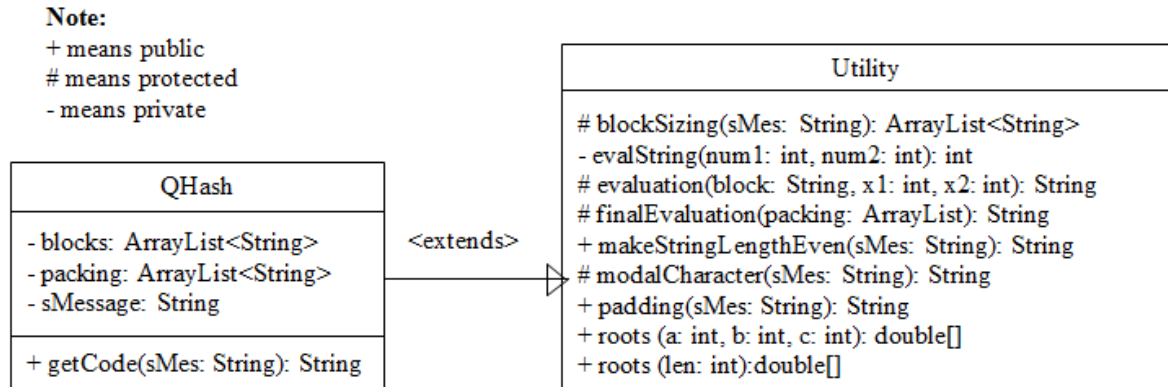 Note:
+ means public
# means protected
- means private
QHash
- blocks: ArrayList<String>
- packing: ArrayList<String>
- sMessage: String
+ getCode(sMes: String): String
<extends>
Utility
# blockSizing(sMes: String): ArrayList<String>
- evalString(num1: int, num2: int): int
# evaluation(block: String, x1: int, x2: int): String
# finalEvaluation(packing: ArrayList): String
+ makeStringLengthEven(sMes: String): String
# modalCharacter(sMes: String): String
+ padding(sMes: String): String
+ roots (a: int, b: int, c: int): double[]
+ roots (len: int):double[]